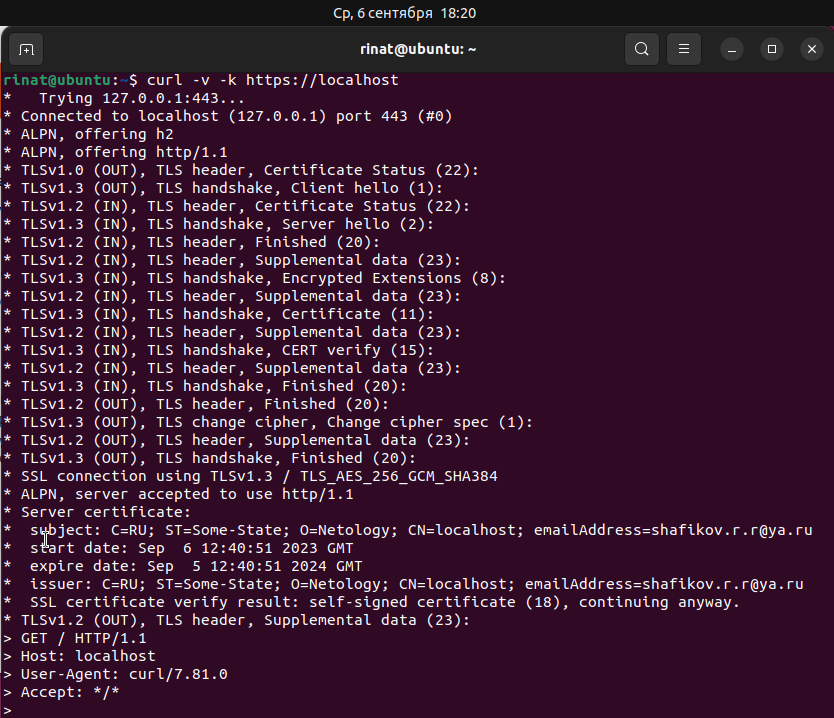 Ср, 6 сентября 18:20
rinat@ubuntu: ~
rinat@ubuntu:~$ curl -v -k https://localhost
*   Trying 127.0.0.1:443...
* Connected to localhost (127.0.0.1) port 443 (#0)
* ALPN, offering h2
* ALPN, offering http/1.1
* TLSv1.0 (OUT), TLS header, Certificate Status (22):
* TLSv1.3 (OUT), TLS handshake, Client hello (1):
* TLSv1.2 (IN), TLS header, Certificate Status (22):
* TLSv1.3 (IN), TLS handshake, Server hello (2):
* TLSv1.2 (IN), TLS header, Finished (20):
* TLSv1.2 (IN), TLS header, Supplemental data (23):
* TLSv1.3 (IN), TLS handshake, Encrypted Extensions (8):
* TLSv1.2 (IN), TLS header, Supplemental data (23):
* TLSv1.3 (IN), TLS handshake, Certificate (11):
* TLSv1.2 (IN), TLS header, Supplemental data (23):
* TLSv1.3 (IN), TLS handshake, CERT verify (15):
* TLSv1.2 (IN), TLS header, Supplemental data (23):
* TLSv1.3 (IN), TLS handshake, Finished (20):
* TLSv1.2 (OUT), TLS header, Finished (20):
* TLSv1.3 (OUT), TLS change cipher, Change cipher spec (1):
* TLSv1.2 (OUT), TLS header, Supplemental data (23):
* TLSv1.3 (OUT), TLS handshake, Finished (20):
* SSL connection using TLSv1.3 / TLS_AES_256_GCM_SHA384
* ALPN, server accepted to use http/1.1
* Server certificate:
*  subject: C=RU; ST=Some-State; O=Netology; CN=localhost; emailAddress=shafikov.r.r@ya.ru
*  start date: Sep  6 12:40:51 2023 GMT
*  expire date: Sep  5 12:40:51 2024 GMT
*  issuer: C=RU; ST=Some-State; O=Netology; CN=localhost; emailAddress=shafikov.r.r@ya.ru
*  SSL certificate verify result: self-signed certificate (18), continuing anyway.
* TLSv1.2 (OUT), TLS header, Supplemental data (23):
> GET / HTTP/1.1
> Host: localhost
> User-Agent: curl/7.81.0
> Accept: */*
>